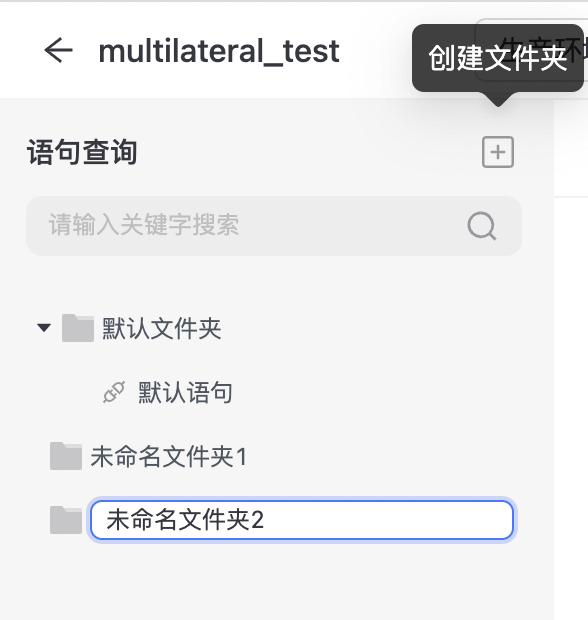 multilateral_test
创建文件夹
语句查询
请输入关键字搜索
默认文件夹
默认语句
未命名文件夹1
未命名文件夹2